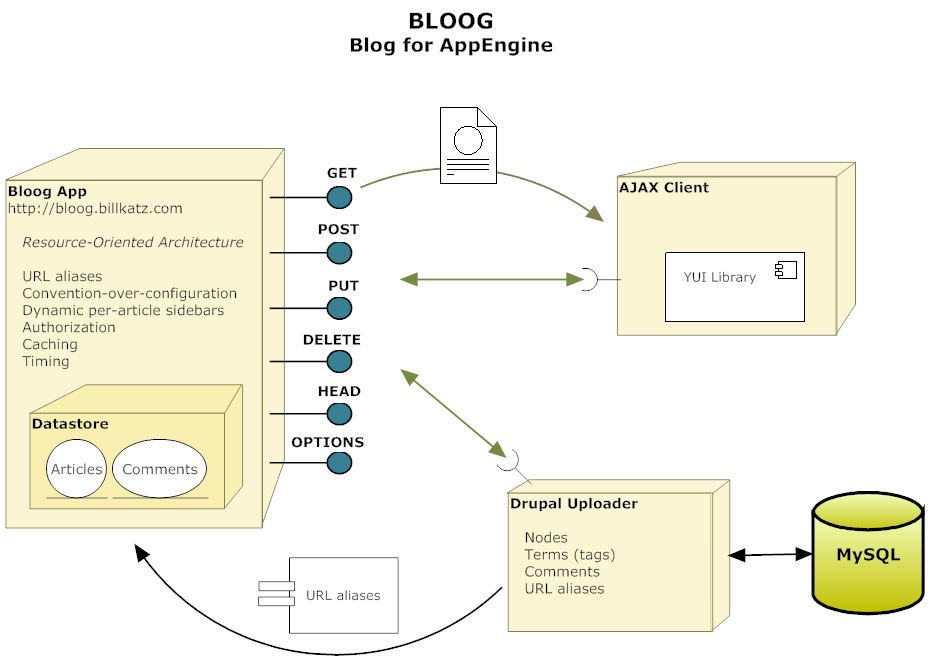 BLOOG
Blog for AppEngine
Bloog App
http://bloog.billkatz.com
Resource-Oriented Architecture
URL aliases
Convention-over-configuration
Dynamic per-article sidebars
Authorization
Caching
Timing
Datastore
Articles
Comments
GET
POST
PUT
DELETE
HEAD
OPTIONS
AJAX Client
YUI Library
Drupal Uploader
Nodes
Terms (tags)
Comments
URL aliases
MySQL
URL aliases